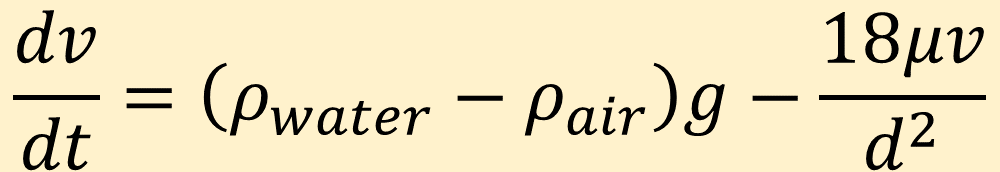 dv/dt = (ρ_water − ρ_air)g − 18μv/d²